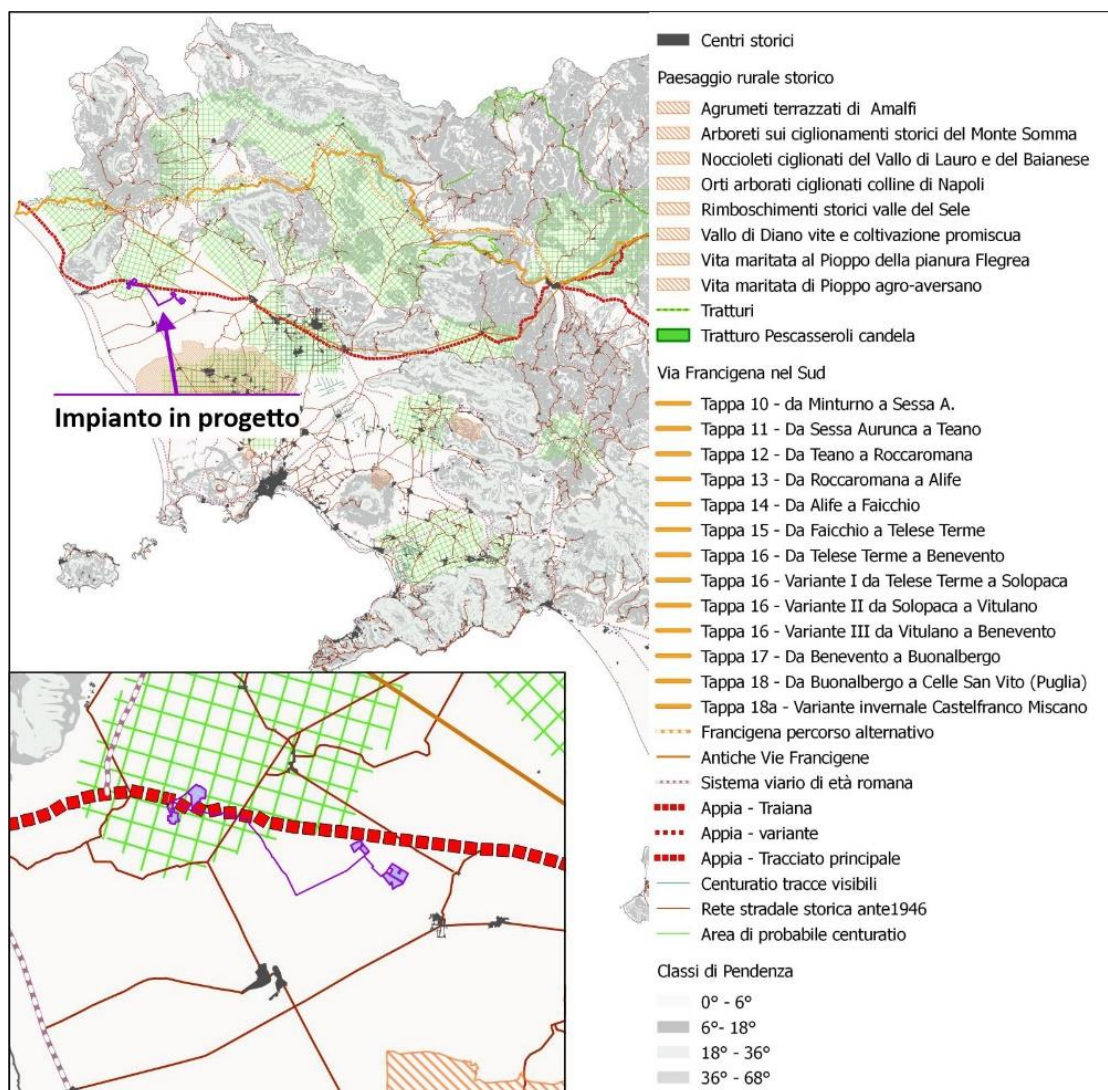 Impianto in progetto
Centri storici
Paesaggio rurale storico
Agrumeti terrazzati di Amalfi
Arboreti sui ciglionamenti storici del Monte Somma
Noccioleti ciglionati del Vallo di Lauro e del Baianese
Orti arborati ciglionati colline di Napoli
Rimboschimenti storici valle del Sele
Vallo di Diano vite e coltivazione promiscua
Vita maritata al Pioppo della pianura Flegrea
Vita maritata di Pioppo agro-aversano
Tratturi
Tratturo Pescasseroli candela
Via Francigena nel Sud
Tappa 10 - da Minturno a Sessa A.
Tappa 11 - Da Sessa Aurunca a Teano
Tappa 12 - Da Teano a Roccaromana
Tappa 13 - Da Roccaromana a Alife
Tappa 14 - Da Alife a Faicchio
Tappa 15 - Da Faicchio a Telese Terme
Tappa 16 - Da Telese Terme a Benevento
Tappa 16 - Variante I da Telese Terme a Solopaca
Tappa 16 - Variante II da Solopaca a Vitulano
Tappa 16 - Variante III da Vitulano a Benevento
Tappa 17 - Da Benevento a Buonalbergo
Tappa 18 - Da Buonalbergo a Celle San Vito (Puglia)
Tappa 18a - Variante invernale Castelfranco Miscano
Francigena percorso alternativo
Antiche Vie Francigene
Sistema viario di età romana
Appia - Traiana
Appia - variante
Appia - Tracciato principale
Centuratio tracce visibili
Rete stradale storica ante1946
Area di probabile centuratio
Classi di Pendenza
0° - 6°
6°- 18°
18° - 36°
36° - 68°